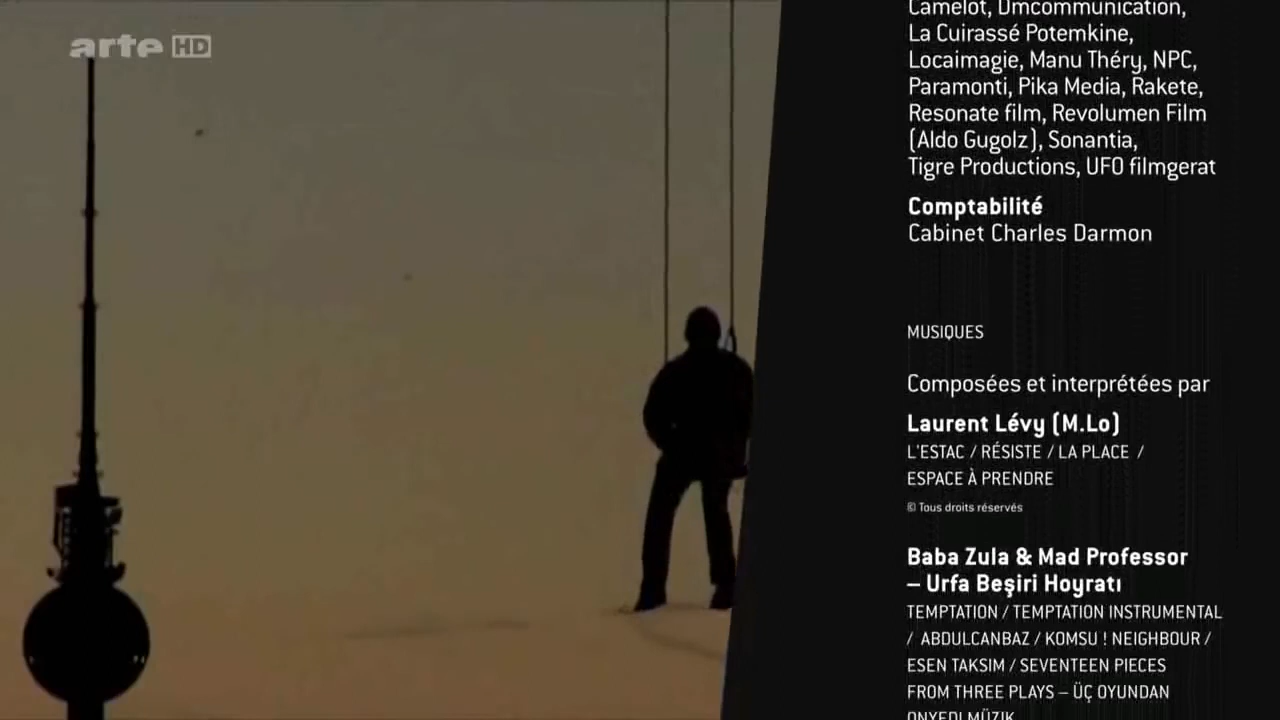 arte HD
Camelot, Dmcommunication,
La Cuirassé Potemkine,
Locaimagie, Manu Théry, NPC,
Paramonti, Pika Media, Rakete,
Resonate film, Revolumen Film
(Aldo Gugolz), Sonantia,
Tigre Productions, UFO filmgerat
Comptabilité
Cabinet Charles Darmon
MUSIQUES
Composées et interprétées par
Laurent Lévy (M.Lo)
L'ESTAC / RÉSISTE / LA PLACE /
ESPACE À PRENDRE
© Tous droits réservés
Baba Zula & Mad Professor
– Urfa Beşiri Hoyratı
TEMPTATION / TEMPTATION INSTRUMENTAL
/ ABDULCANBAZ / KOMSU ! NEIGHBOUR /
ESEN TAKSIM / SEVENTEEN PIECES
FROM THREE PLAYS – ÜÇ OYUNDAN
ONYEDI MÜZIK